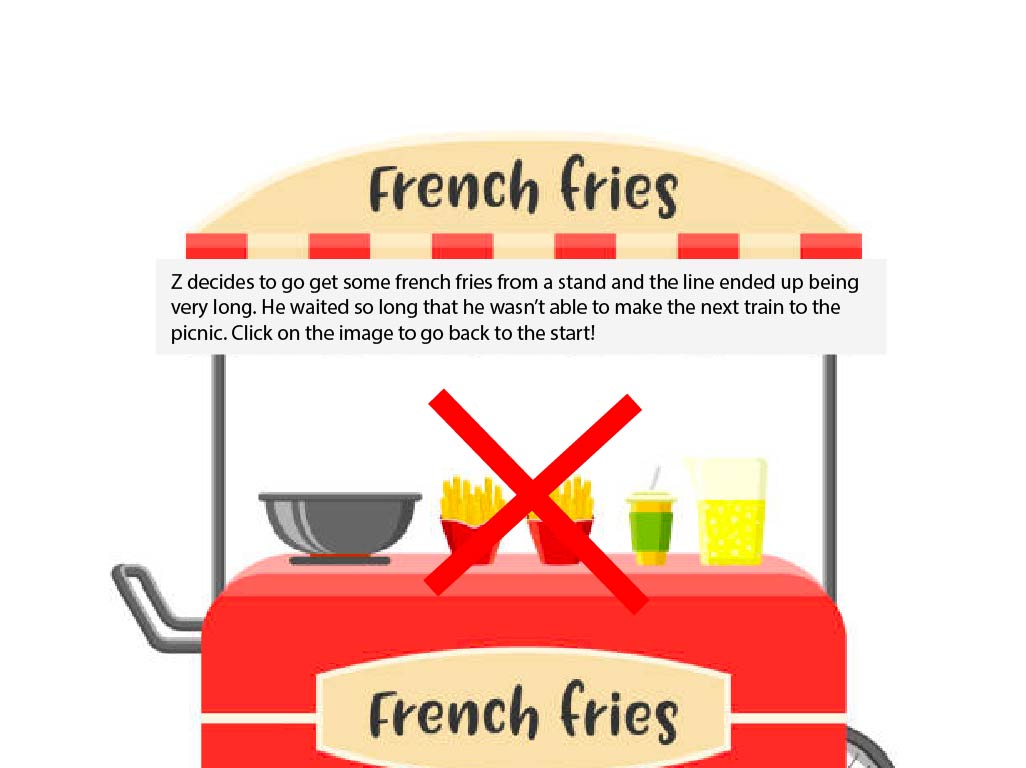 French fries
Z decides to go get some french fries from a stand and the line ended up being
very long. He waited so long that he wasn’t able to make the next train to the
picnic. Click on the image to go back to the start!
French fries